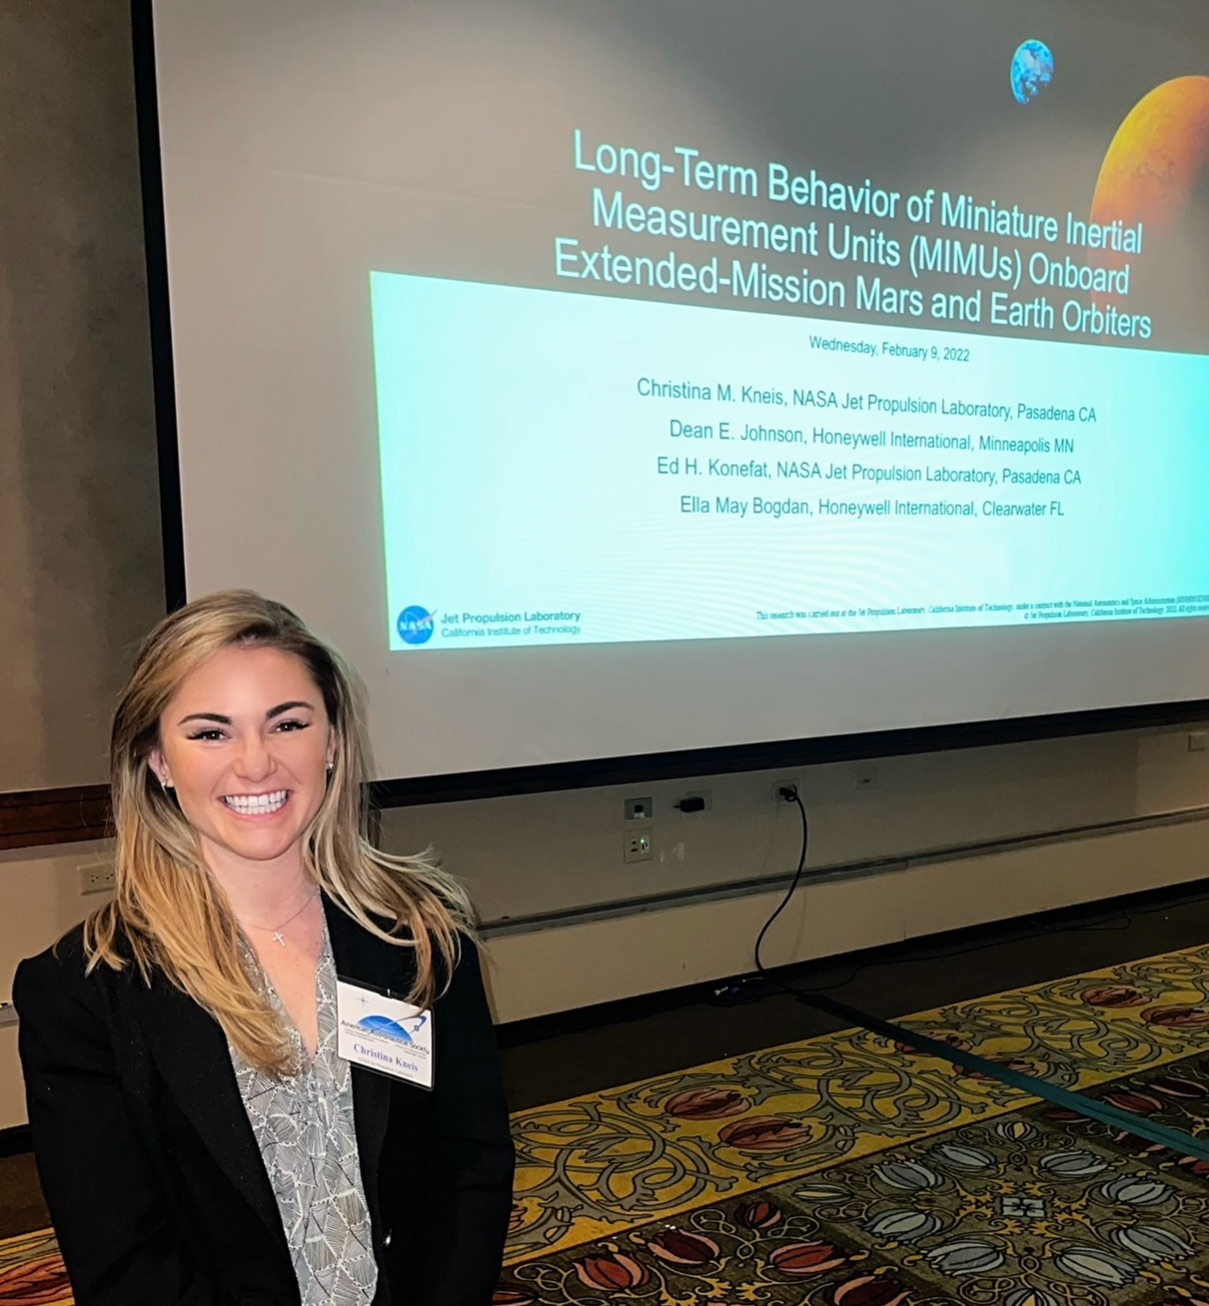 Long-Term Behavior of Miniature Inertial
Measurement Units (MIMUs) Onboard
Extended-Mission Mars and Earth Orbiters
Wednesday, February 9, 2022
Christina M. Kneis, NASA Jet Propulsion Laboratory, Pasadena CA
Dean E. Johnson, Honeywell International, Minneapolis MN
Ed H. Konefat, NASA Jet Propulsion Laboratory, Pasadena CA
Ella May Bogdan, Honeywell International, Clearwater FL
NASA
Jet Propulsion Laboratory
California Institute of Technology
This research was carried out at the Jet Propulsion Laboratory, California Institute of Technology, under a contract with the National Aeronautics and Space Administration
Jet Propulsion Laboratory, California Institute of Technology. 2022. All rights
American Astronautical Society
Christina Kneis